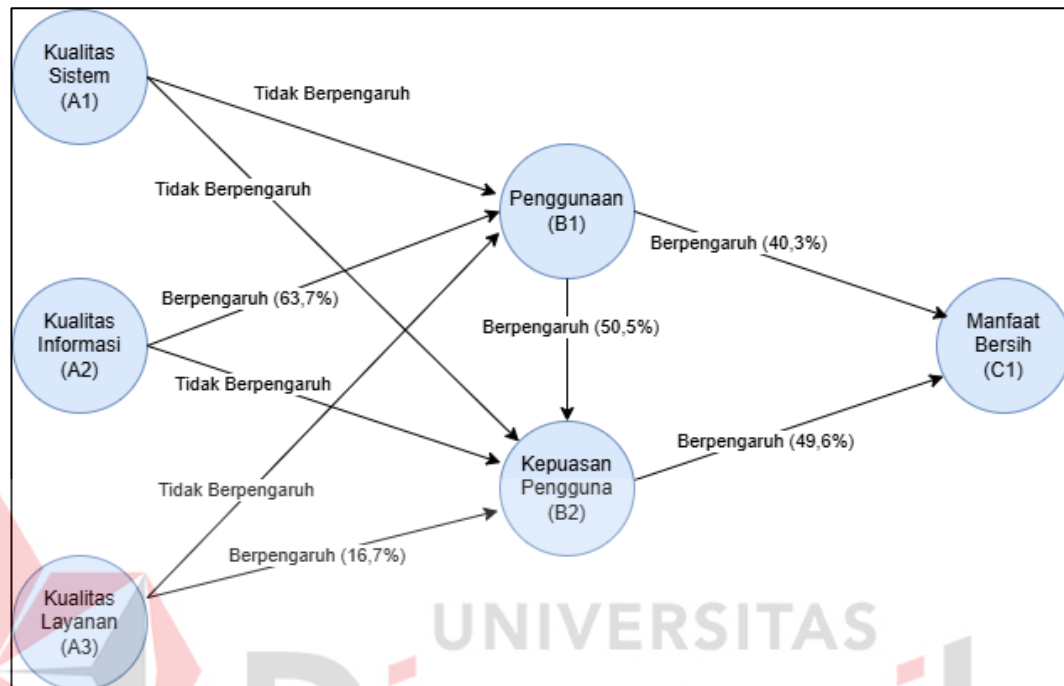 Kualitas
Sistem
(A1)
Tidak Berpengaruh
Tidak Berpengaruh
Penggunaan
(B1)
Berpengaruh (40,3%)
Berpengaruh (63,7%)
Berpengaruh (50,5%)
Kualitas
Informasi
(A2)
Manfaat
Bersih
(C1)
Tidak Berpengaruh
Berpengaruh (49,6%)
Kepuasan
Pengguna
(B2)
Tidak Berpengaruh
Berpengaruh (16,7%)
Kualitas
Layanan
(A3)
UNIVERSITAS